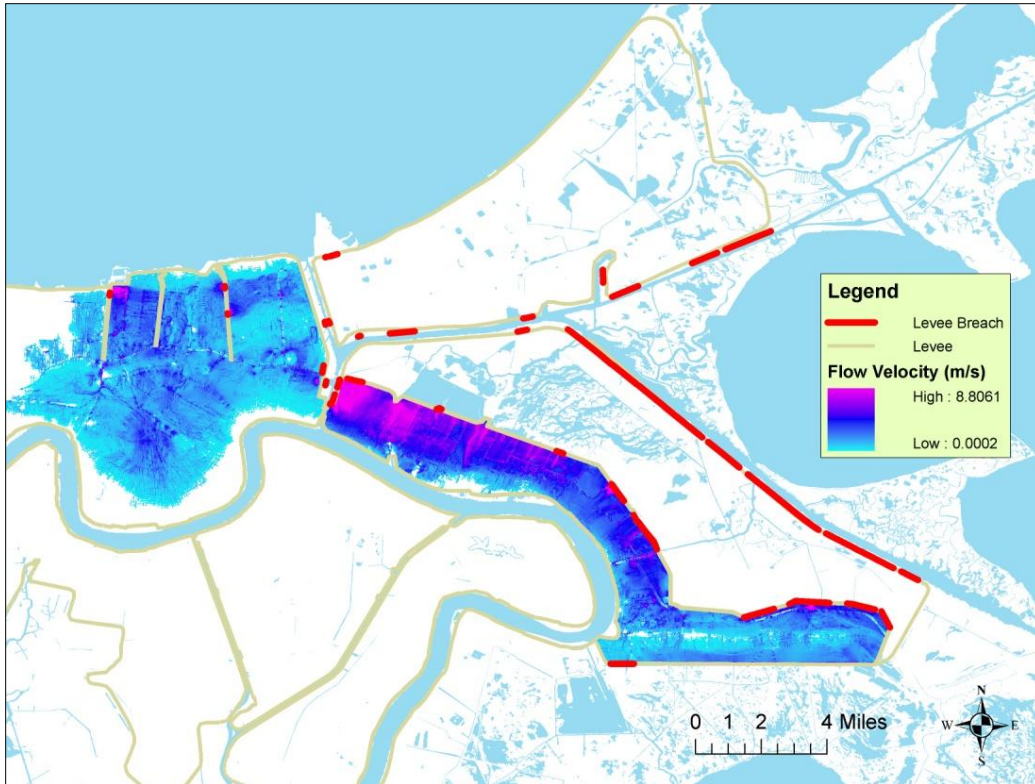 Legend
Levee Breach
Levee
Flow Velocity (m/s)
High : 8.8061
Low : 0.0002
0 1 2 4 Miles
N
W E
S